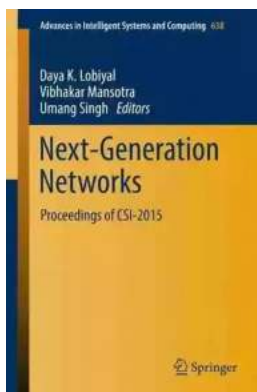 Advances in Intelligent Systems and Computing 638
Daya K. Lobiyal
Vibhakar Mansotra
Umang Singh Editors
Next-Generation
Networks
Proceedings of CSI-2015
Springer